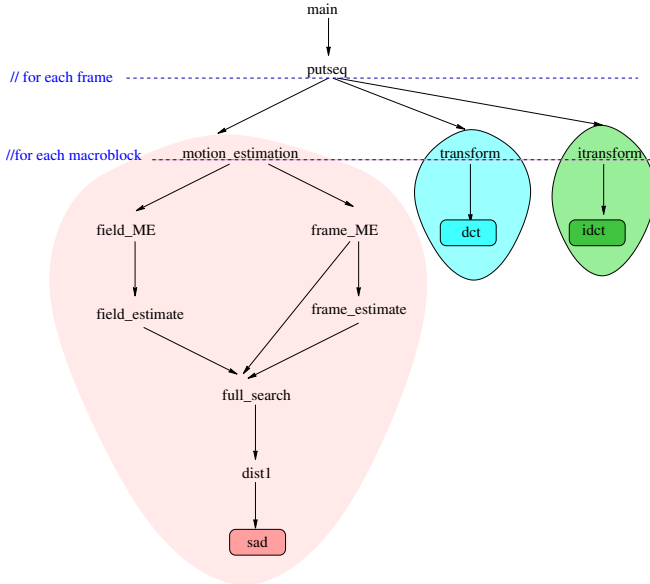 main
putseq
// for each frame
//for each macroblock
motion_estimation
transform
itransform
field_ME
frame_ME
dct
idct
field_estimate
frame_estimate
full_search
dist1
sad